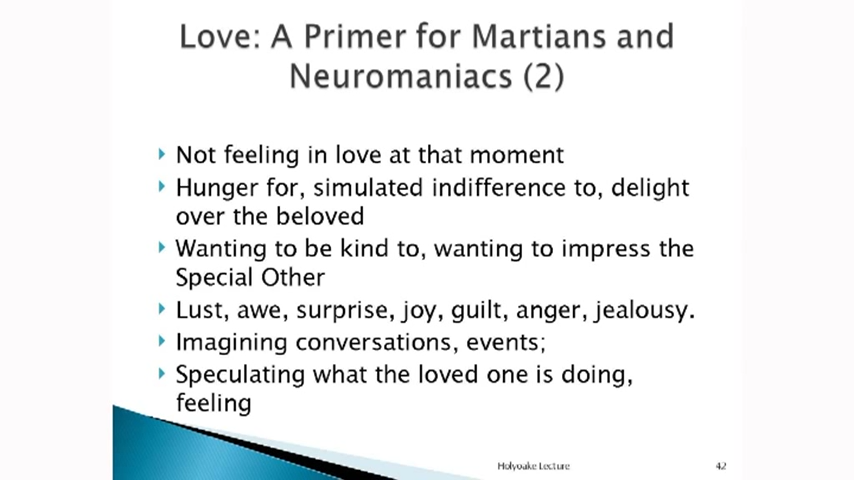 Love: A Primer for Martians and
Neuromaniacs (2)
Not feeling in love at that moment
Hunger for, simulated indifference to, delight
over the beloved
Wanting to be kind to, wanting to impress the
Special Other
Lust, awe, surprise, joy, guilt, anger, jealousy.
Imagining conversations, events;
Speculating what the loved one is doing,
feeling
Holyoake Lecture
42